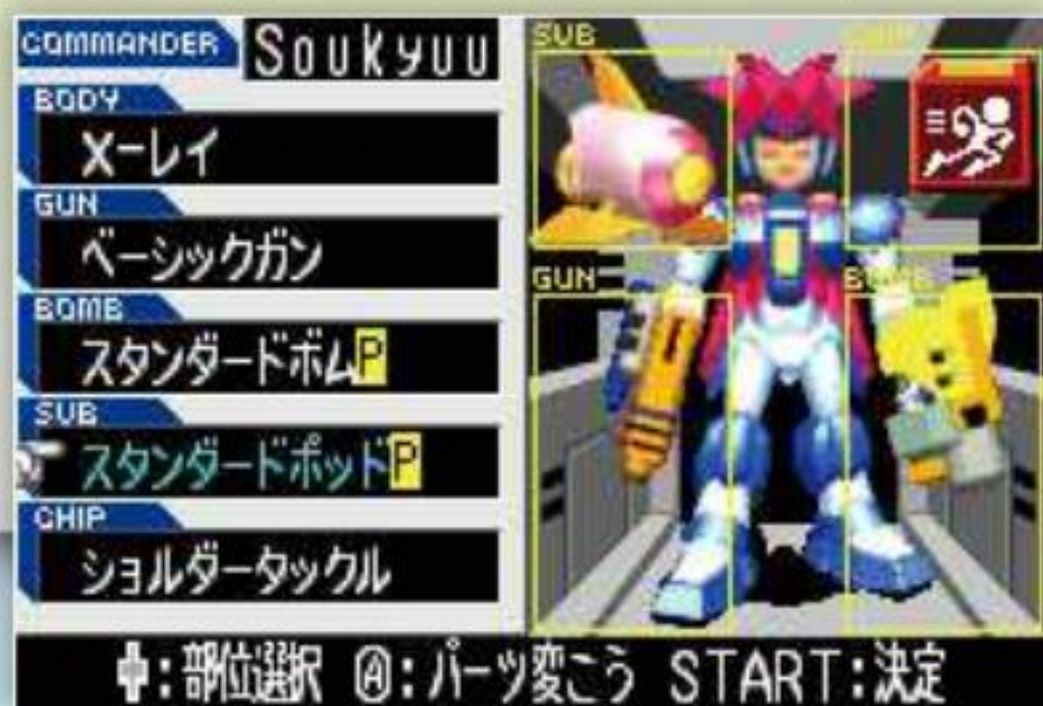 COMMANDER Soukyuu
BODY
X-レイ
GUN
ベーシックガン
BOMB
スタンダードボムP
SUB
スタンダードポッドP
CHIP
ショルダータックル
SUB
CHIP
GUN
BOMB
:部位選択 Ⓐ:パーツ変こう START:決定